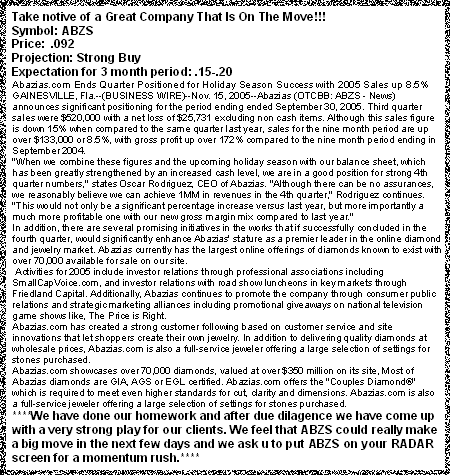 Take notive of a Great Company That Is On The Move!!!
Symbol: ABZS
Price: .092
Projection: Strong Buy
Expectation for 3 month period: .15-.20
Abazias.com Ends Quarter Positioned for Holiday Season Success with 2005 Sales up 8.5%
GAINESVILLE, Fla.--(BUSINESS WIRE)--Nov. 15, 2005--Abazias (OTCBB: ABZS - News)
announces significant positioning for the period ending ended September 30, 2005. Third quarter
sales were $520,000 with a net loss of $25,731 excluding non cash items. Although this sales figure
is down 15% when compared to the same quarter last year, sales for the nine month period are up
over $133,000 or 8.5%, with gross profit up over 172% compared to the nine month period ending in
September 2004.
"When we combine these figures and the upcoming holiday season with our balance sheet, which
has been greatly strengthened by an increased cash level, we are in a good position for strong 4th
quarter numbers," states Oscar Rodriguez, CEO of Abazias. "Although there can be no assurances,
we reasonably believe we can achieve 1MM in revenues in the 4th quarter," Rodriguez continues.
"This would not only be a significant percentage increase versus last year, but more importantly a
much more profitable one with our new gross margin mix compared to last year."
In addition, there are several promising initiatives in the works that if successfully concluded in the
fourth quarter, would significantly enhance Abazias' stature as a premier leader in the online diamond
and jewelry market. Abazias currently has the largest online offerings of diamonds known to exist with
over 70,000 available for sale on our site.
Activities for 2005 include investor relations through professional associations including
SmallCapVoice.com, and investor relations with road show luncheons in key markets through
Friedland Capital. Additionally, Abazias continues to promote the company through consumer public
relations and strategic marketing alliances including promotional giveaways on national television
game shows like, The Price is Right.
Abazias.com has created a strong customer following based on customer service and site
innovations that let shoppers create their own jewelry. In addition to delivering quality diamonds at
wholesale prices, Abazias.com is also a full-service jeweler offering a large selection of settings for
stones purchased.
Abazias.com showcases over 70,000 diamonds, valued at over $350 million on its site, Most of
Abazias diamonds are GIA, AGS or EGL certified. Abazias.com offers the "Couples Diamond®"
which is required to meet even higher standards for cut, clarity and dimensions. Abazias.com is also
a full-service jeweler offering a large selection of settings for stones purchased.
****We have done our homework and after due dilagence we have come up
with a very strong play for our clients. We feel that ABZS could really make
a big move in the next few days and we ask u to put ABZS on your RADAR
screen for a momentum rush.****